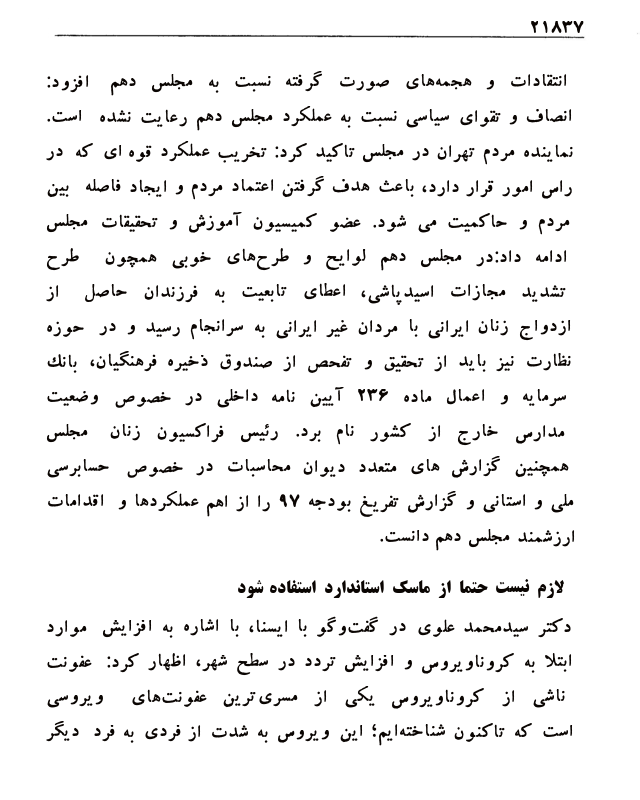 ۲۱۸۳۷
انتقادات و هجمه‌های صورت گرفته نسبت به مجلس دهم افزود:
انصاف و تقوای سیاسی نسبت به عملکرد مجلس دهم رعایت نشده است.
نماینده مردم تهران در مجلس تاکید کرد: تخریب عملکرد قوه ای که در
راس امور قرار دارد، باعث هدف گرفتن اعتماد مردم و ایجاد فاصله بین
مردم و حاکمیت می شود. عضو کمیسیون آموزش و تحقیقات مجلس
ادامه داد:در مجلس دهم لوایح و طرح‌های خوبی همچون طرح
تشدید مجازات اسیدپاشی، اعطای تابعیت به فرزندان حاصل از
ازدواج زنان ایرانی با مردان غیر ایرانی به سرانجام رسید و در حوزه
نظارت نیز باید از تحقیق و تفحص از صندوق ذخیره فرهنگیان، بانك
سرمایه و اعمال ماده ۲۳۶ آیین نامه داخلی در خصوص وضعیت
مدارس خارج از کشور نام برد. رئیس فراکسیون زنان مجلس
همچنین گزارش های متعدد دیوان محاسبات در خصوص حسابرسی
ملی و استانی و گزارش تفریغ بودجه ۹۷ را از اهم عملکردها و اقدامات
ارزشمند مجلس دهم دانست.
لازم نیست حتما از ماسک استاندارد استفاده شود
دکتر سیدمحمد علوی در گفت‌وگو با ایسنا، با اشاره به افزایش موارد
ابتلا به کروناویروس و افزایش تردد در سطح شهر، اظهار کرد: عفونت
ناشی از کروناویروس یکی از مسری‌ترین عفونت‌های ویروسی
است که تاکنون شناخته‌ایم؛ این ویروس به شدت از فردی به فرد دیگر